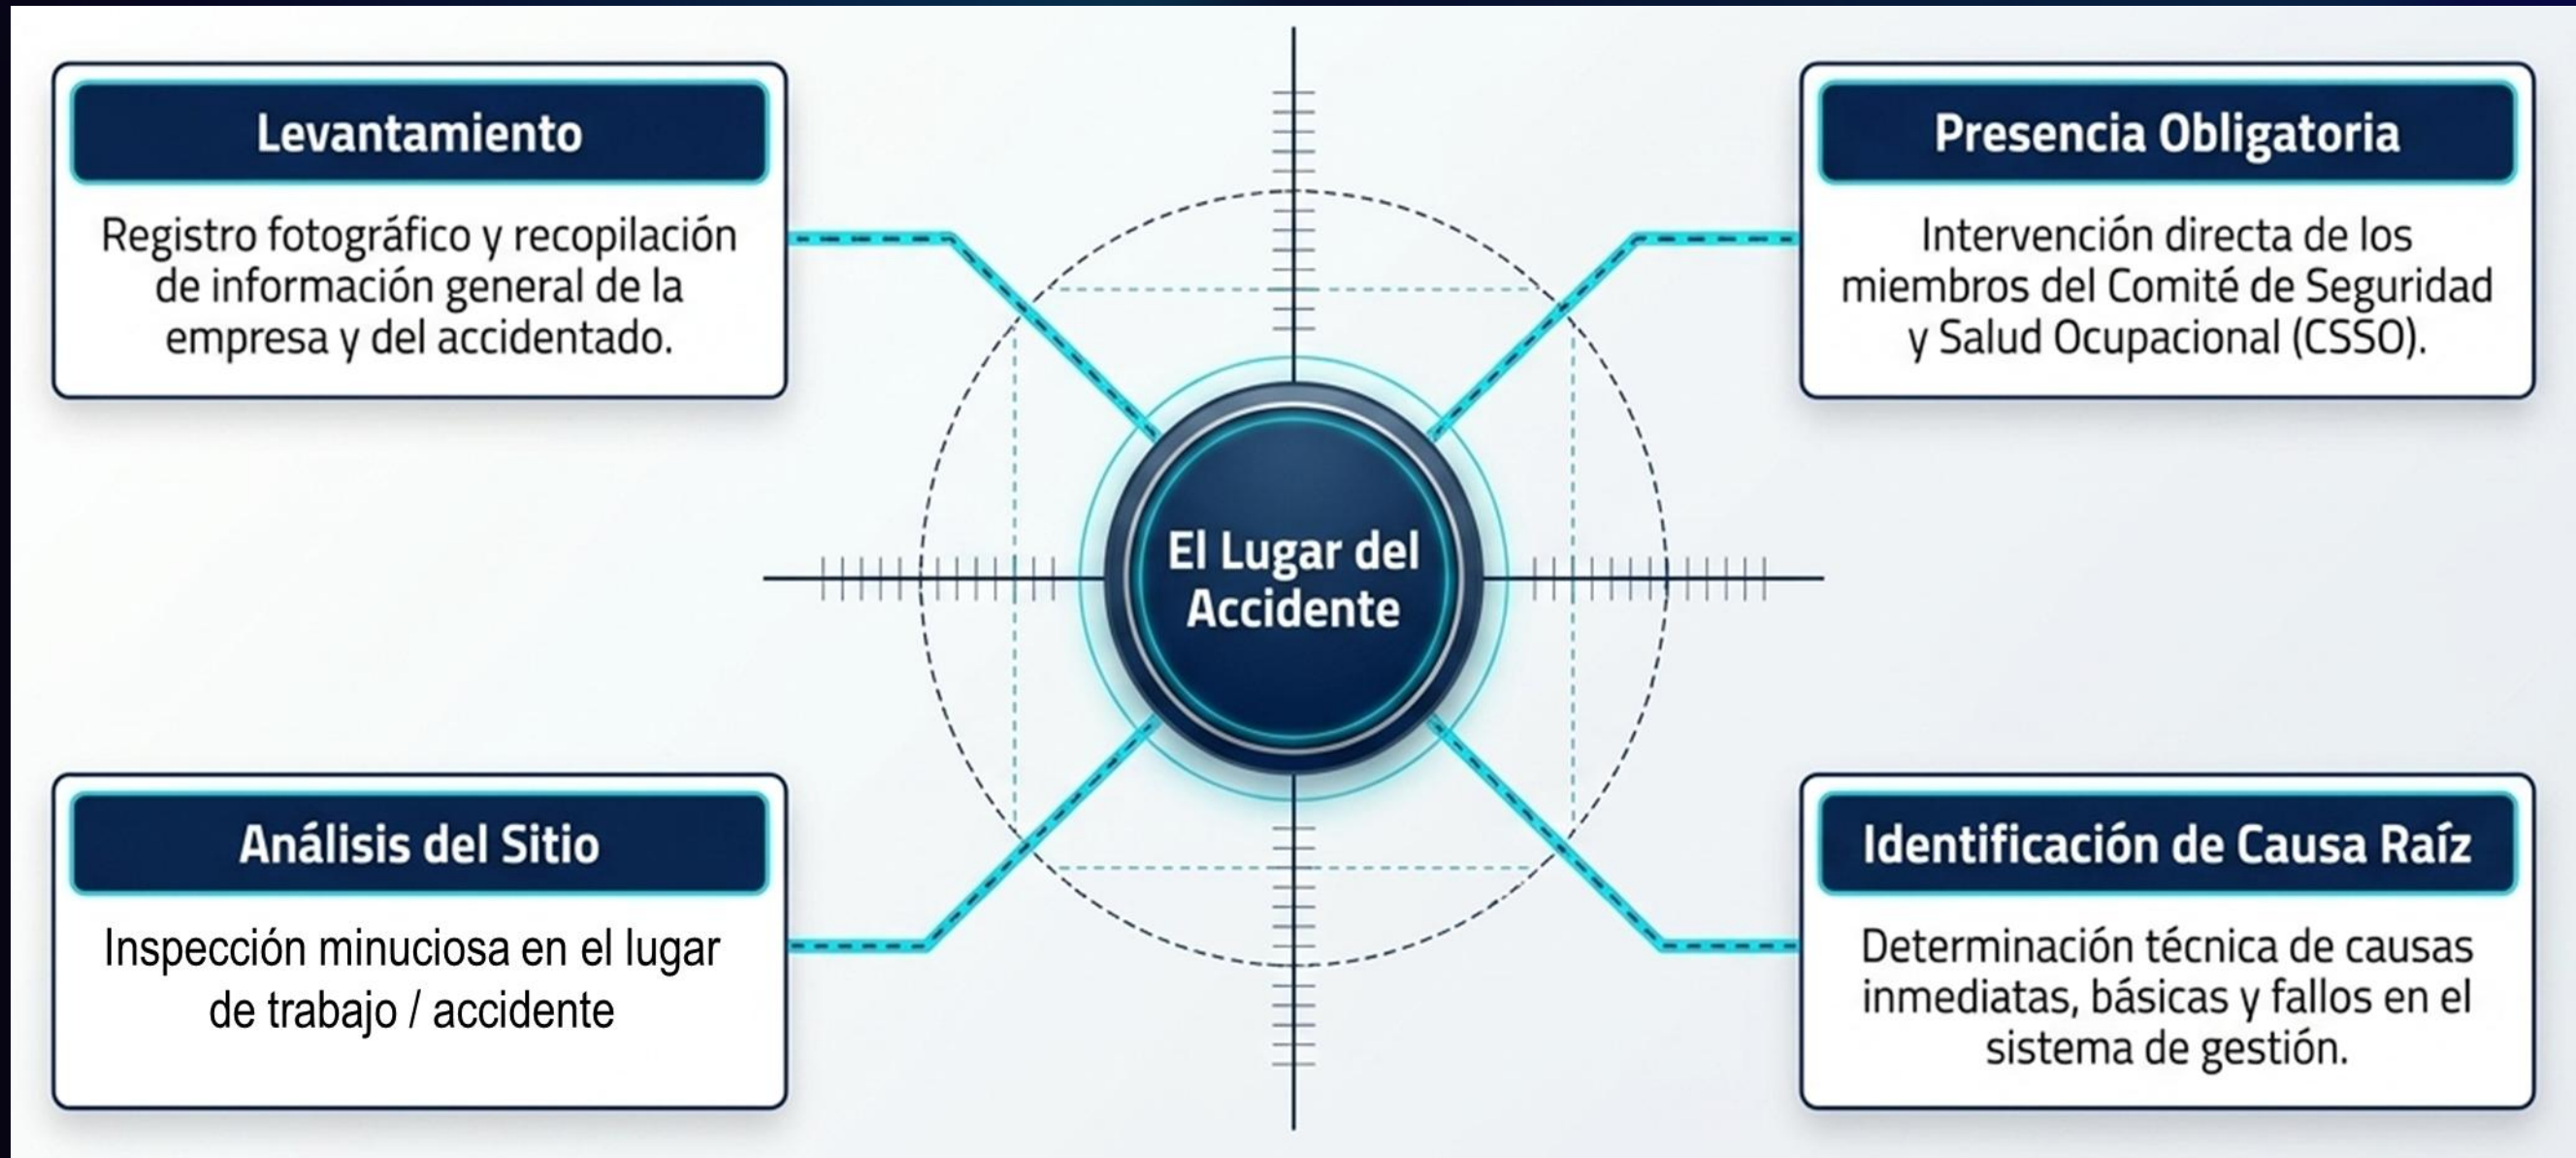 Levantamiento
Registro fotográfico y recopilación
de información general de la
empresa y del accidentado.
Presencia Obligatoria
Intervención directa de los
miembros del Comité de Seguridad
y Salud Ocupacional (CSSO).
El Lugar del
Accidente
Análisis del Sitio
Inspección minuciosa en el lugar
de trabajo / accidente
Identificación de Causa Raíz
Determinación técnica de causas
inmediatas, básicas y fallos en el
sistema de gestión.